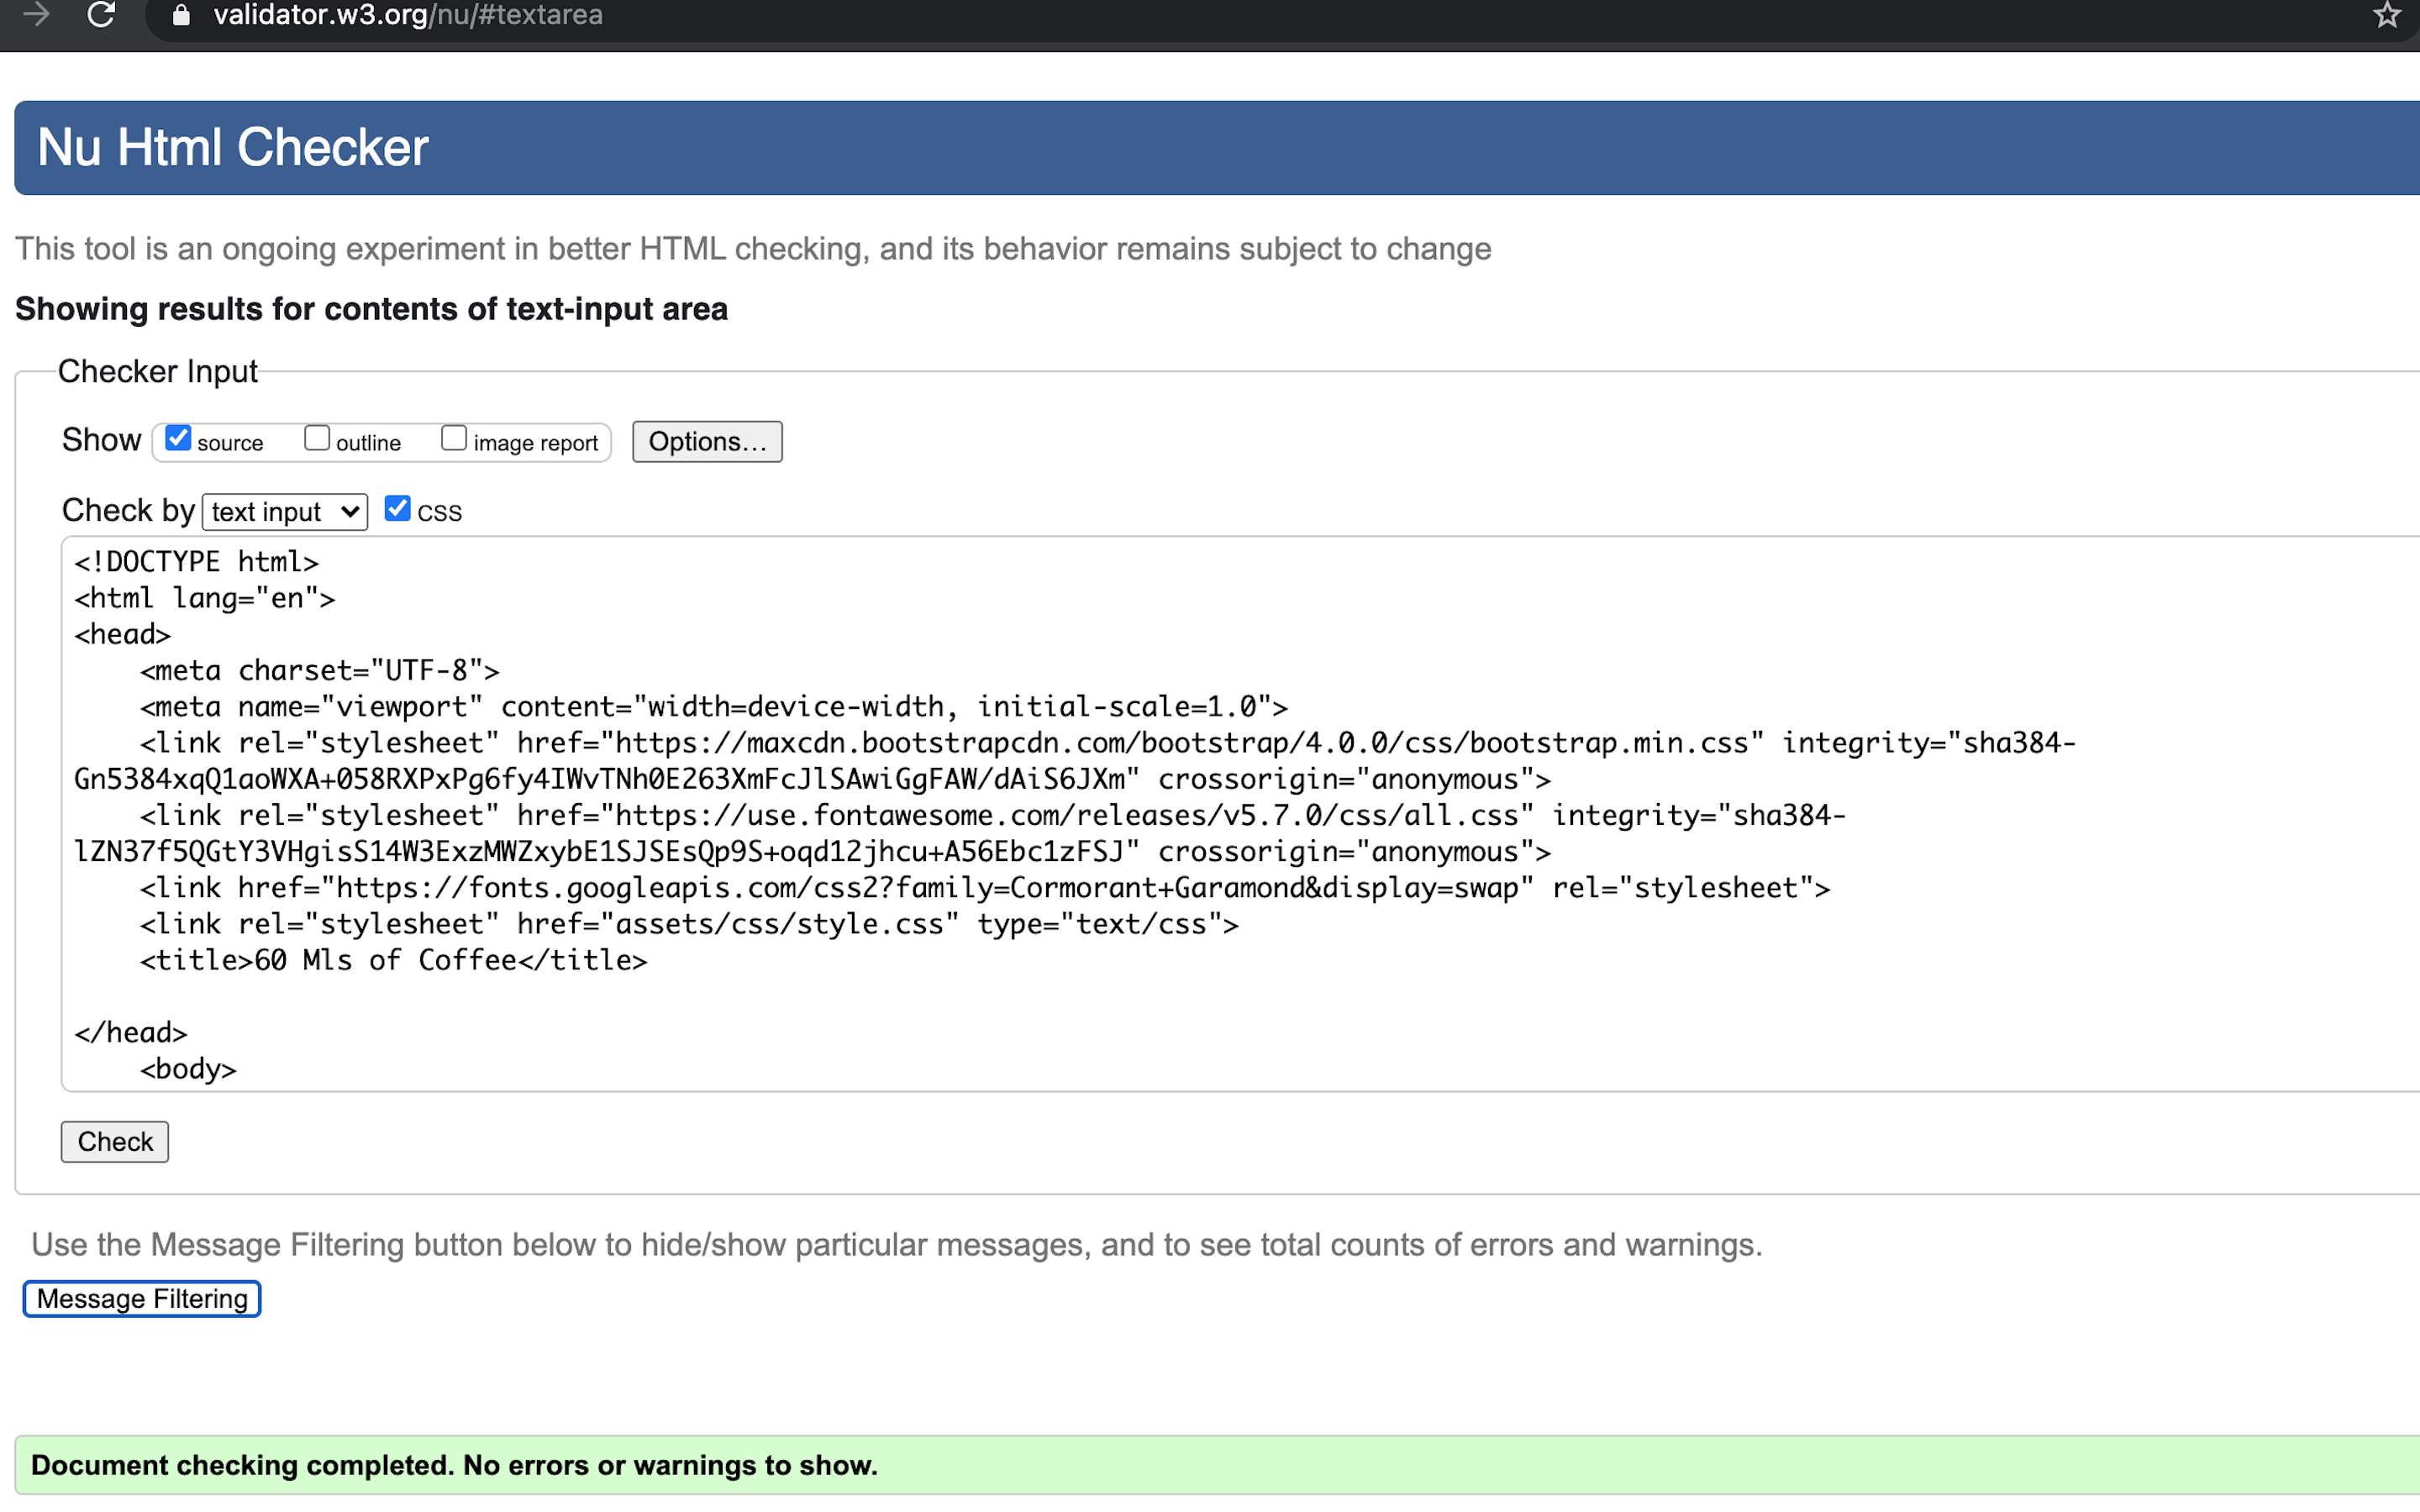 validator.w3.org/nu/#textarea
Nu Html Checker
This tool is an ongoing experiment in better HTML checking, and its behavior remains subject to change
Showing results for contents of text-input area
Checker Input
Show source outline image report Options...
Check by text input CSS
<!DOCTYPE html>
<html lang="en">
<head>
    <meta charset="UTF-8">
    <meta name="viewport" content="width=device-width, initial-scale=1.0">
    <link rel="stylesheet" href="https://maxcdn.bootstrapcdn.com/bootstrap/4.0.0/css/bootstrap.min.css" integrity="sha384-
Gn5384xqQ1aoWXA+058RXPxPg6fy4IWvTNh0E263XmFcJlSAwiGgFAW/dAiS6JXm" crossorigin="anonymous">
    <link rel="stylesheet" href="https://use.fontawesome.com/releases/v5.7.0/css/all.css" integrity="sha384-
lZN37f5QGtY3VHgisS14W3ExzMWZxybE1SJSEsQp9S+oqd12jhcu+A56Ebc1zFSJ" crossorigin="anonymous">
    <link href="https://fonts.googleapis.com/css2?family=Cormorant+Garamond&display=swap" rel="stylesheet">
    <link rel="stylesheet" href="assets/css/style.css" type="text/css">
    <title>60 Mls of Coffee</title>
</head>
    <body>
Check
Use the Message Filtering button below to hide/show particular messages, and to see total counts of errors and warnings.
Message Filtering
Document checking completed. No errors or warnings to show.